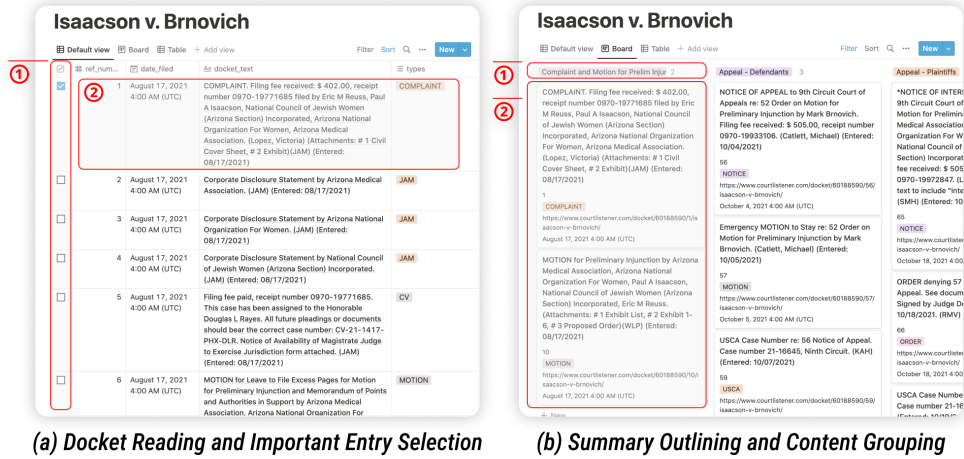 Isaacson v. Brnovich
Default view Board Table + Add view Filter Sort ... New
1
# ref_num... date_filed Aa docket_text types
2
1 August 17, 2021 COMPLAINT. Filing fee received: $ 402.00, receipt COMPLAINT
4:00 AM (UTC) number 0970-19771685 filed by Eric M Reuss, Paul
A Isaacson, National Council of Jewish Women
(Arizona Section) Incorporated, Arizona National
Organization For Women, Arizona Medical
Association. (Lopez, Victoria) (Attachments: # 1 Civil
Cover Sheet, # 2 Exhibit)(JAM) (Entered:
08/17/2021)
2 August 17, 2021 Corporate Disclosure Statement by Arizona Medical JAM
4:00 AM (UTC) Association. (JAM) (Entered: 08/17/2021)
3 August 17, 2021 Corporate Disclosure Statement by Arizona National JAM
4:00 AM (UTC) Organization For Women. (JAM) (Entered:
08/17/2021)
4 August 17, 2021 Corporate Disclosure Statement by National Council JAM
4:00 AM (UTC) of Jewish Women (Arizona Section) Incorporated.
(JAM) (Entered: 08/17/2021)
5 August 17, 2021 Filing fee paid, receipt number 0970-19771685. CV
4:00 AM (UTC) This case has been assigned to the Honorable
Douglas L Rayes. All future pleadings or documents
should bear the correct case number: CV-21-1417-
PHX-DLR. Notice of Availability of Magistrate Judge
to Exercise Jurisdiction form attached. (JAM)
(Entered: 08/17/2021)
6 August 17, 2021 MOTION for Leave to File Excess Pages for Motion MOTION
4:00 AM (UTC) for Preliminary Injunction and Memorandum of Points
and Authorities in Support by Arizona Medical
Association, Arizona National Organization For
(a) Docket Reading and Important Entry Selection
Isaacson v. Brnovich
Default view Board Table + Add view Filter Sort ... New
1
Complaint and Motion for Prelim Injur 2
2
COMPLAINT. Filing fee received: $ 402.00,
receipt number 0970-19771685 filed by Eric
M Reuss, Paul A Isaacson, National Council
of Jewish Women (Arizona Section)
Incorporated, Arizona National Organization
For Women, Arizona Medical Association.
(Lopez, Victoria) (Attachments: # 1 Civil
Cover Sheet, # 2 Exhibit)(JAM) (Entered:
08/17/2021)
1
COMPLAINT
https://www.courtlistener.com/docket/60188590/1/is
aacson-v-brnovich/
August 17, 2021 4:00 AM (UTC)
MOTION for Preliminary Injunction by Arizona
Medical Association, Arizona National
Organization For Women, Paul A Isaacson,
National Council of Jewish Women (Arizona
Section) Incorporated, Eric M Reuss.
(Attachments: # 1 Exhibit List, # 2 Exhibit 1-
6, # 3 Proposed Order)(WLP) (Entered:
08/17/2021)
10
MOTION
https://www.courtlistener.com/docket/60188590/10/i
saacson-v-brnovich/
August 17, 2021 4:00 AM (UTC)
+ New
Appeal - Defendants 3
NOTICE OF APPEAL to 9th Circuit Court of
Appeals re: 52 Order on Motion for
Preliminary Injunction by Mark Brnovich.
Filing fee received: $ 505.00, receipt number
0970-19933106. (Catlett, Michael) (Entered:
10/04/2021)
56
NOTICE
https://www.courtlistener.com/docket/60188590/56/
isaacson-v-brnovich/
October 4, 2021 4:00 AM (UTC)
Emergency MOTION to Stay re: 52 Order on
Motion for Preliminary Injunction by Mark
Brnovich. (Catlett, Michael) (Entered:
10/05/2021)
57
MOTION
https://www.courtlistener.com/docket/60188590/57/
isaacson-v-brnovich/
October 5, 2021 4:00 AM (UTC)
USCA Case Number re: 56 Notice of Appeal.
Case number 21-16645, Ninth Circuit. (KAH)
(Entered: 10/07/2021)
59
USCA
https://www.courtlistener.com/docket/60188590/59/
isaacson-v-brnovich/
Appeal - Plaintiffs
*NOTICE OF INTER
9th Circuit Court of
Motion for Prelimin
Medical Association
Organization For W
National Council of
Section) Incorporat
fee received: $ 505
0970-19972847. (L
text to include "inte
(SMH) (Entered: 10
65
NOTICE
https://www.courtlister
isaacson-v-brnovich/
October 18, 2021 4:00
ORDER denying 57
Appeal. See docum
Signed by Judge Do
10/18/2021. (RMV)
66
ORDER
https://www.courtlister
isaacson-v-brnovich/
October 18, 2021 4:00
USCA Case Numbe
Case number 21-16
(b) Summary Outlining and Content Grouping